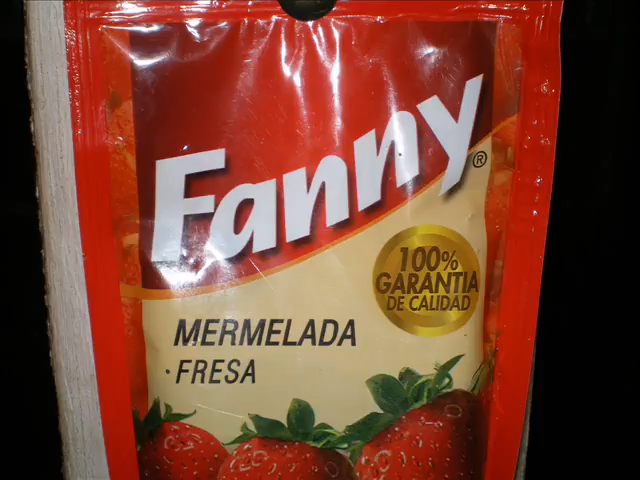 Fanny®
100%
GARANTIA
DE CALIDAD
MERMELADA
· FRESA